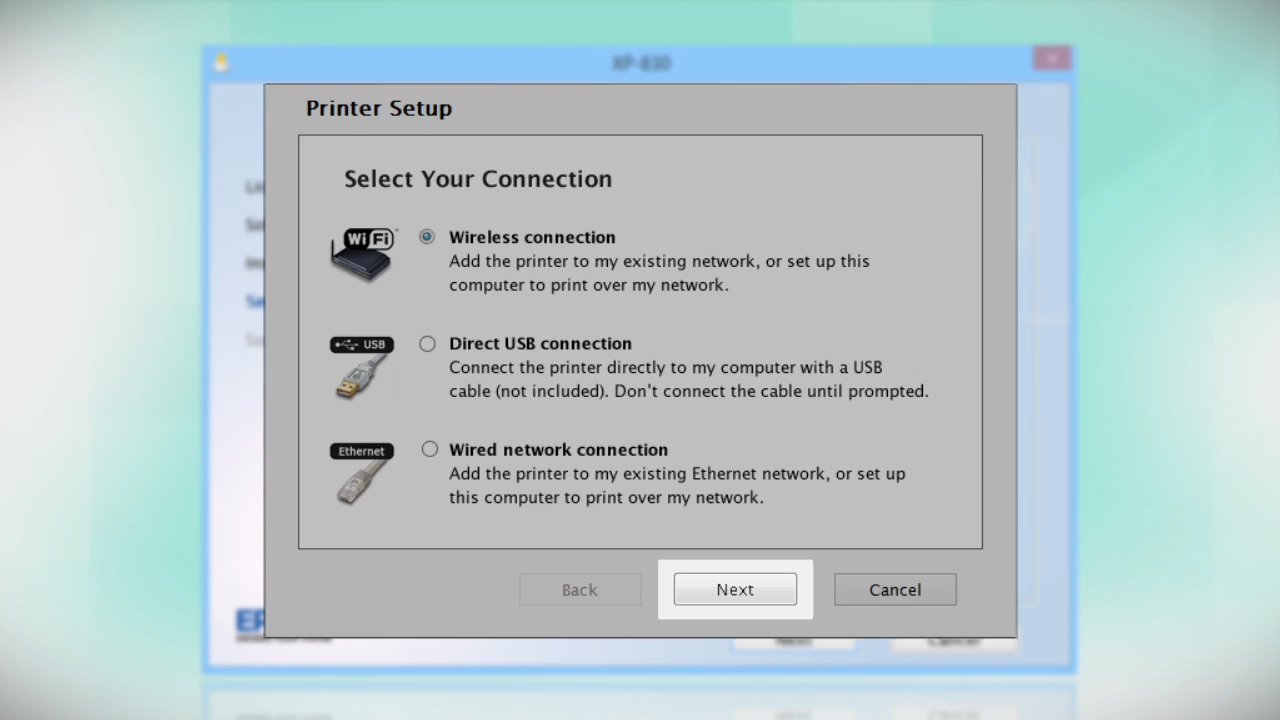 XP-830
Printer Setup
Select Your Connection
WiFi
Wireless connection
Add the printer to my existing network, or set up this
computer to print over my network.
USB
Direct USB connection
Connect the printer directly to my computer with a USB
cable (not included). Don't connect the cable until prompted.
Ethernet
Wired network connection
Add the printer to my existing Ethernet network, or set up
this computer to print over my network.
Back
Next
Cancel
EP
Next
Cancel